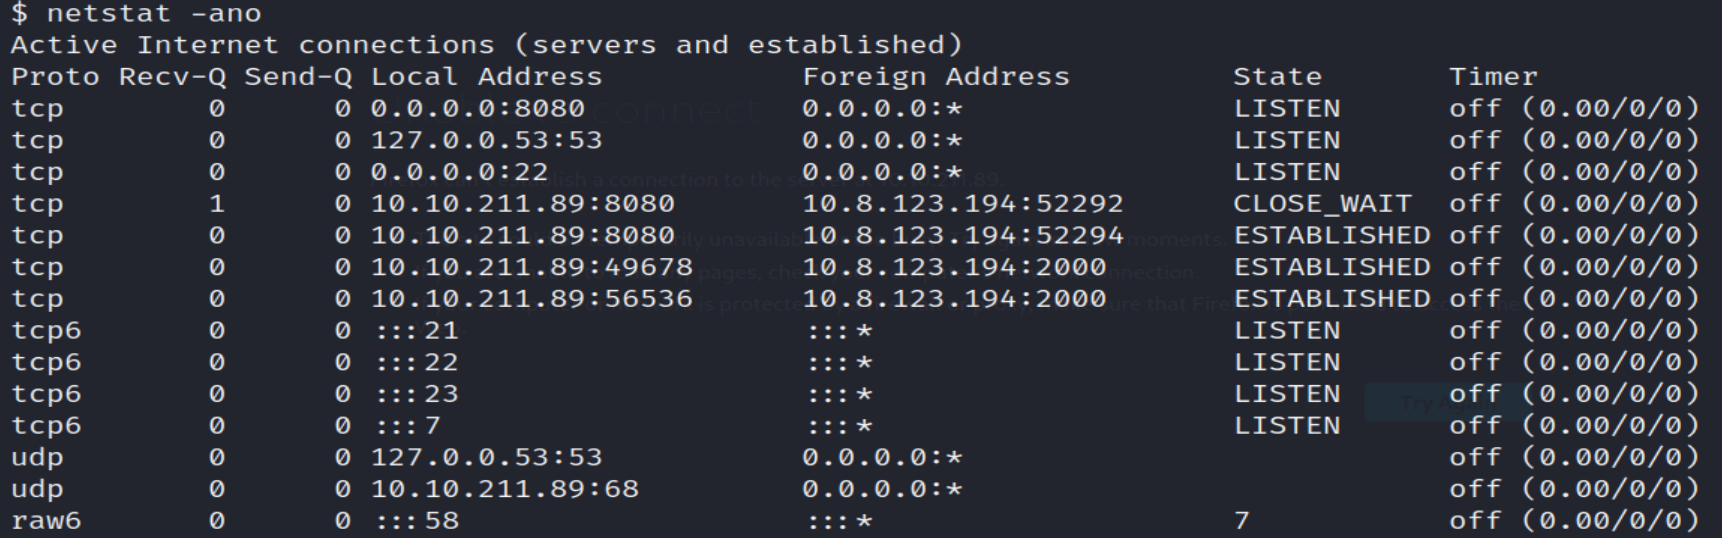 $ netstat -ano
Active Internet connections (servers and established)
Proto Recv-Q Send-Q Local Address           Foreign Address         State       Timer
tcp        0      0 0.0.0.0:8080            0.0.0.0:*               LISTEN      off (0.00/0/0)
tcp        0      0 127.0.0.53:53           0.0.0.0:*               LISTEN      off (0.00/0/0)
tcp        0      0 0.0.0.0:22              0.0.0.0:*               LISTEN      off (0.00/0/0)
tcp        1      0 10.10.211.89:8080       10.8.123.194:52292      CLOSE_WAIT  off (0.00/0/0)
tcp        0      0 10.10.211.89:8080       10.8.123.194:52294      ESTABLISHED off (0.00/0/0)
tcp        0      0 10.10.211.89:49678      10.8.123.194:2000       ESTABLISHED off (0.00/0/0)
tcp        0      0 10.10.211.89:56536      10.8.123.194:2000       ESTABLISHED off (0.00/0/0)
tcp6       0      0 :::21                   :::*                    LISTEN      off (0.00/0/0)
tcp6       0      0 :::22                   :::*                    LISTEN      off (0.00/0/0)
tcp6       0      0 :::23                   :::*                    LISTEN      off (0.00/0/0)
tcp6       0      0 :::7                    :::*                    LISTEN      off (0.00/0/0)
udp        0      0 127.0.0.53:53           0.0.0.0:*                           off (0.00/0/0)
udp        0      0 10.10.211.89:68         0.0.0.0:*                           off (0.00/0/0)
raw6       0      0 :::58                   :::*                    7           off (0.00/0/0)